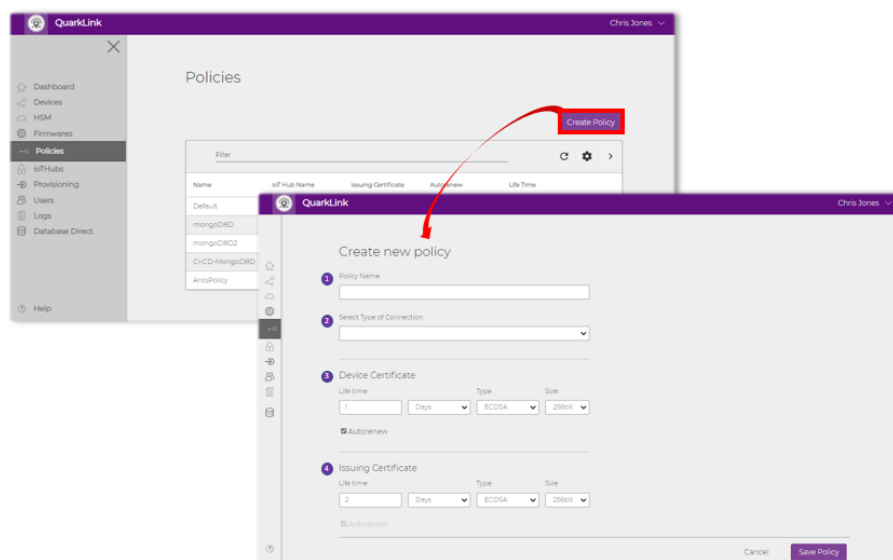 QuarkLink
Chris Jones
Dashboard
Devices
HSM
Firmwares
Policies
IoTHubs
Provisioning
Users
Logs
Database Direct
Help
Policies
Create Policy
Filter
Name IoT Hub Name Issuing Certificate Autorenew Life Time
Default
mongoDBD
mongoDBD2
CI-CD-MongoDBD
AntsPolicy
QuarkLink
Chris Jones
Create new policy
1 Policy Name
2 Select Type of Connection
3 Device Certificate
Life time Type Size
1 Days ECDSA 256bit
Autorenew
4 Issuing Certificate
Life time Type Size
2 Days ECDSA 256bit
Autorenew
Cancel Save Policy